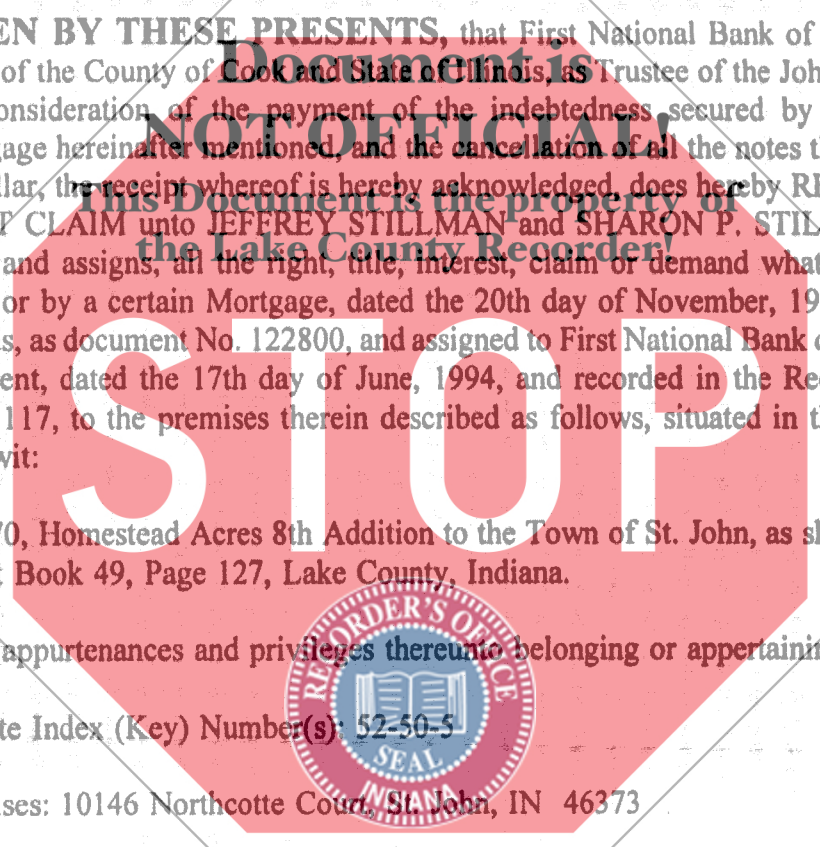 EN BY THESE PRESENTS, that First National Bank of
of the County of Cook and State of Illinois, as Trustee of the Joh
onsideration of the payment of the indebtedness secured by
gage hereinafter mentioned, and the cancellation of all the notes t
llar, the receipt whereof is hereby acknowledged, does hereby RE
T CLAIM unto JEFFREY STILLMAN and SHARON P. STIL
and assigns, all the right, title, interest, claim or demand what
or by a certain Mortgage, dated the 20th day of November, 19
s, as document No. 122800, and assigned to First National Bank o
ent, dated the 17th day of June, 1994, and recorded in the Re
117, to the premises therein described as follows, situated in t
wit:
70, Homestead Acres 8th Addition to the Town of St. John, as sh
t Book 49, Page 127, Lake County, Indiana.
appurtenances and privileges thereunto belonging or appertaini
te Index (Key) Number(s): 52-50-5
ises: 10146 Northcotte Court, St. John, IN 46373
Document is
NOT OFFICIAL!
This Document is the property of
the Lake County Recorder!
STOP
RECORDER'S OFFICE
SEAL
INDIANA